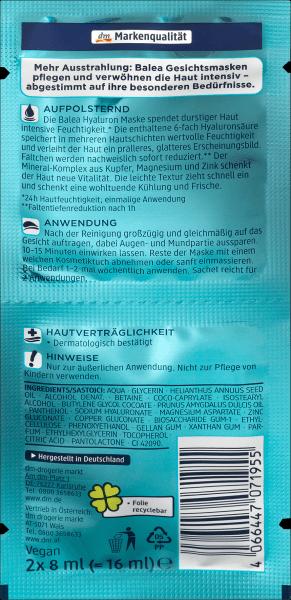 dm Markenqualität
Mehr Ausstrahlung: Balea Gesichtsmasken
pflegen und verwöhnen die Haut intensiv –
abgestimmt auf ihre besonderen Bedürfnisse.
AUFPOLSTERND
Die Balea Hyaluron Maske spendet durstiger Haut
intensive Feuchtigkeit.* Die enthaltene 6-fach Hyaluronsäure
speichert in mehreren Hautschichten wertvolle Feuchtigkeit
und verleiht der Haut ein pralleres, glatteres Erscheinungsbild.
Fältchen werden nachweislich sofort reduziert.** Der
Mineral-Komplex aus Kupfer, Magnesium und Zink schenkt
der Haut neue Vitalität. Die leichte Textur zieht schnell ein
und schenkt eine wohltuende Kühlung und Frische.
*24h Hautfeuchtigkeit, einmalige Anwendung
**Faltentiefenreduktion nach 1h
ANWENDUNG
Nach der Reinigung großzügig und gleichmäßig auf das
Gesicht auftragen, dabei Augen- und Mundpartie aussparen.
10–15 Minuten einwirken lassen. Reste der Maske mit einem
weichen Kosmetiktuch abnehmen oder sanft einmassieren.
Bei Bedarf 1–2 mal wöchentlich anwenden. Sachet reicht für
2 Anwendungen.
HAUTVERTRÄGLICHKEIT
• Dermatologisch bestätigt
HINWEISE
Nur zur äußerlichen Anwendung. Nicht zur Pflege von
Kindern verwenden.
INGREDIENTS/SASTOJCI: AQUA · GLYCERIN · HELIANTHUS ANNUUS SEED
OIL · ALCOHOL DENAT. · BETAINE · COCO-CAPRYLATE · ISOSTEARYL
ALCOHOL · BUTYLENE GLYCOL COCOATE · PRUNUS AMYGDALUS DULCIS OIL
· PANTHENOL · SODIUM HYALURONATE · MAGNESIUM ASPARTATE · ZINC
GLUCONATE · COPPER GLUCONATE · BIOSACCHARIDE GUM-1 · ETHYL-
CELLULOSE · PHENOXYETHANOL · GELLAN GUM · XANTHAN GUM · PAR-
FUM · ETHYLHEXYLGLYCERIN · TOCOPHEROL ·
CITRIC ACID · PANTOLACTONE · CI 42090.
Hergestellt in Deutschland
dm-drogerie markt
Am dm-Platz 1
DE-76227 Karlsruhe
Tel. 0800 3658633
www.dm.de
Vertrieb in Österreich:
dm drogerie markt
AT-5071 Wals
Tel. 0800 3658633
www.dm.at
• Folie
recyclebar
05
PP
Vegan
2x 8 ml (= 16 ml) ℮
4 066447 071955